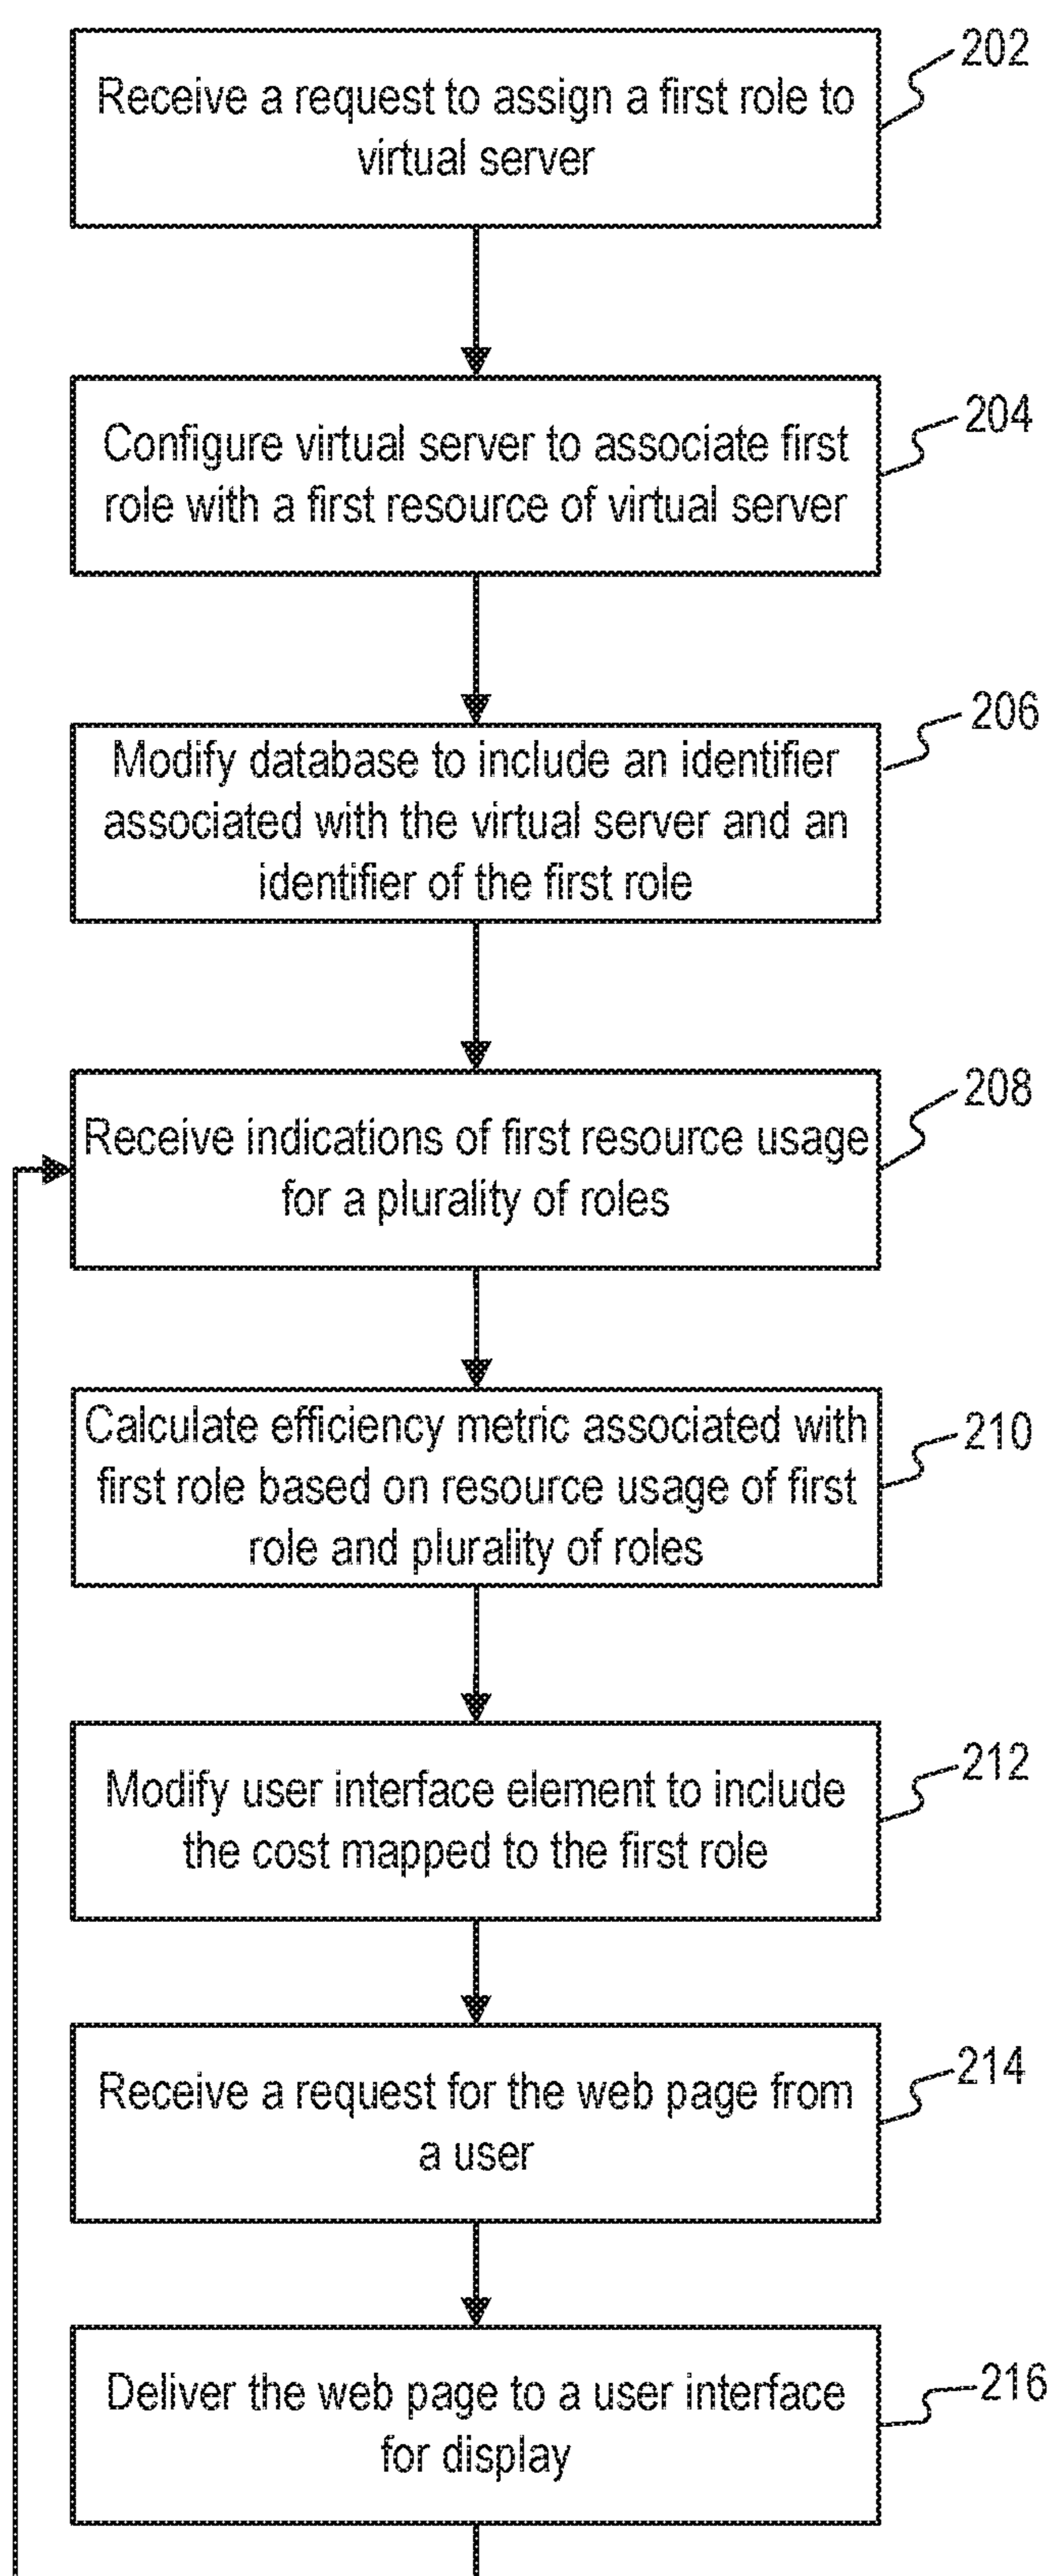 202
Receive a request to assign a first role to
virtual server
204
Configure virtual server to associate first
role with a first resource of virtual server
206
Modify database to include an identifier
associated with the virtual server and an
identifier of the first role
208
Receive indications of first resource usage
for a plurality of roles
210
Calculate efficiency metric associated with
first role based on resource usage of first
role and plurality of roles
212
Modify user interface element to include
the cost mapped to the first role
214
Receive a request for the web page from
a user
216
Deliver the web page to a user interface
for display